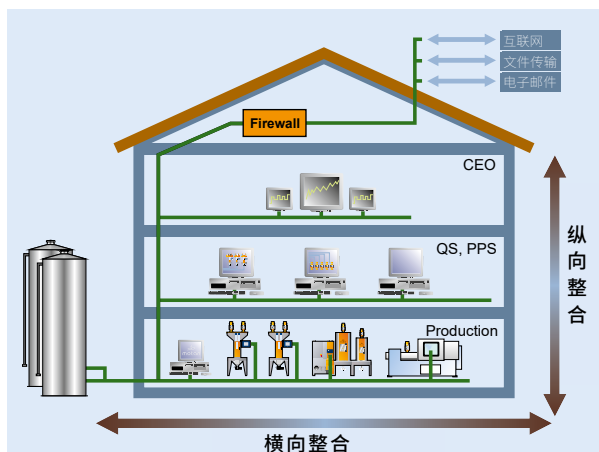 互联网
文件传输
电子邮件
Firewall
CEO
QS, PPS
Production
纵向整合
横向整合